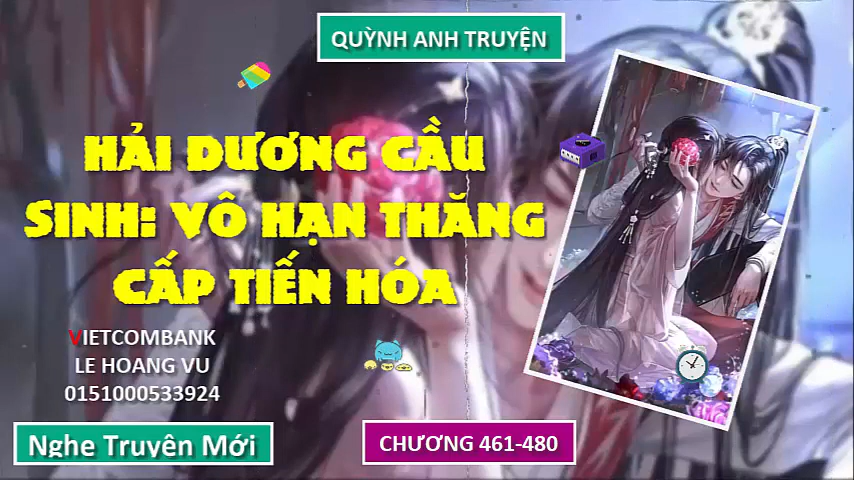 QUỲNH ANH TRUYỆN
HẢI DƯƠNG CẦU
SINH: VÔ HẠN THĂNG
CẤP TIẾN HÓA
VIETCOMBANK
LE HOANG VU
0151000533924
Nghe Truyện Mới
CHƯƠNG 461-480